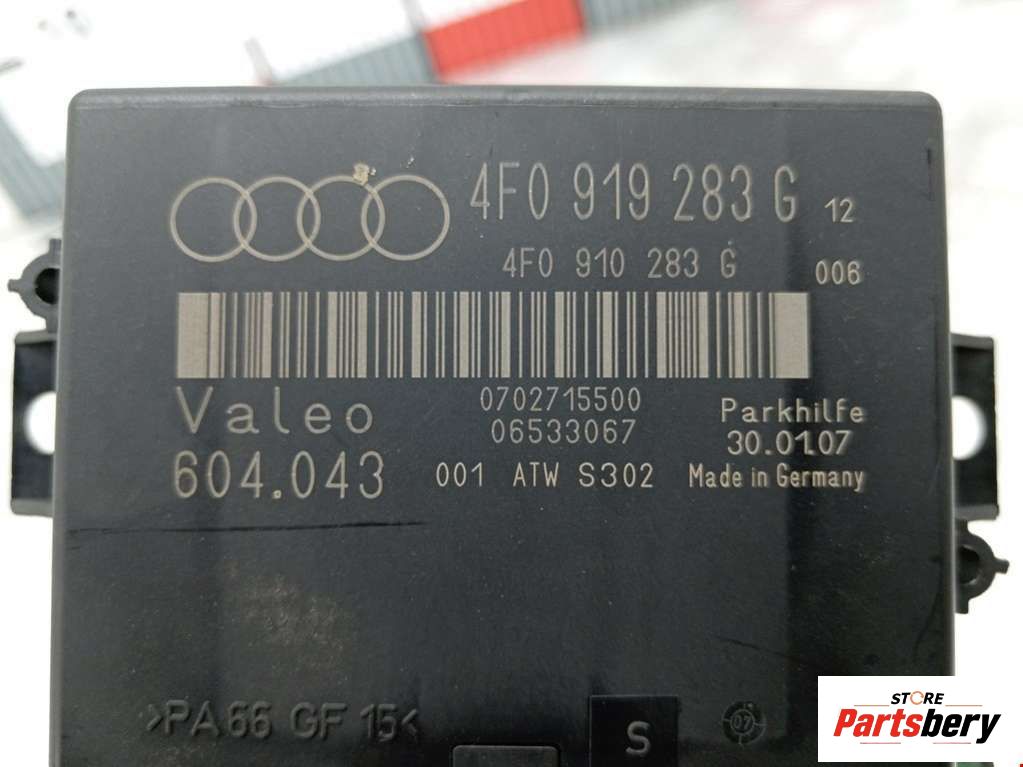 4F0 919 283 G 12
4F0 910 283 G 006
Valeo
0702715500
06533067
Parkhilfe
30.01.07
604.043
001 ATW S302
Made in Germany
>PA66 GF 15<
S
07
STORE
Partsbery